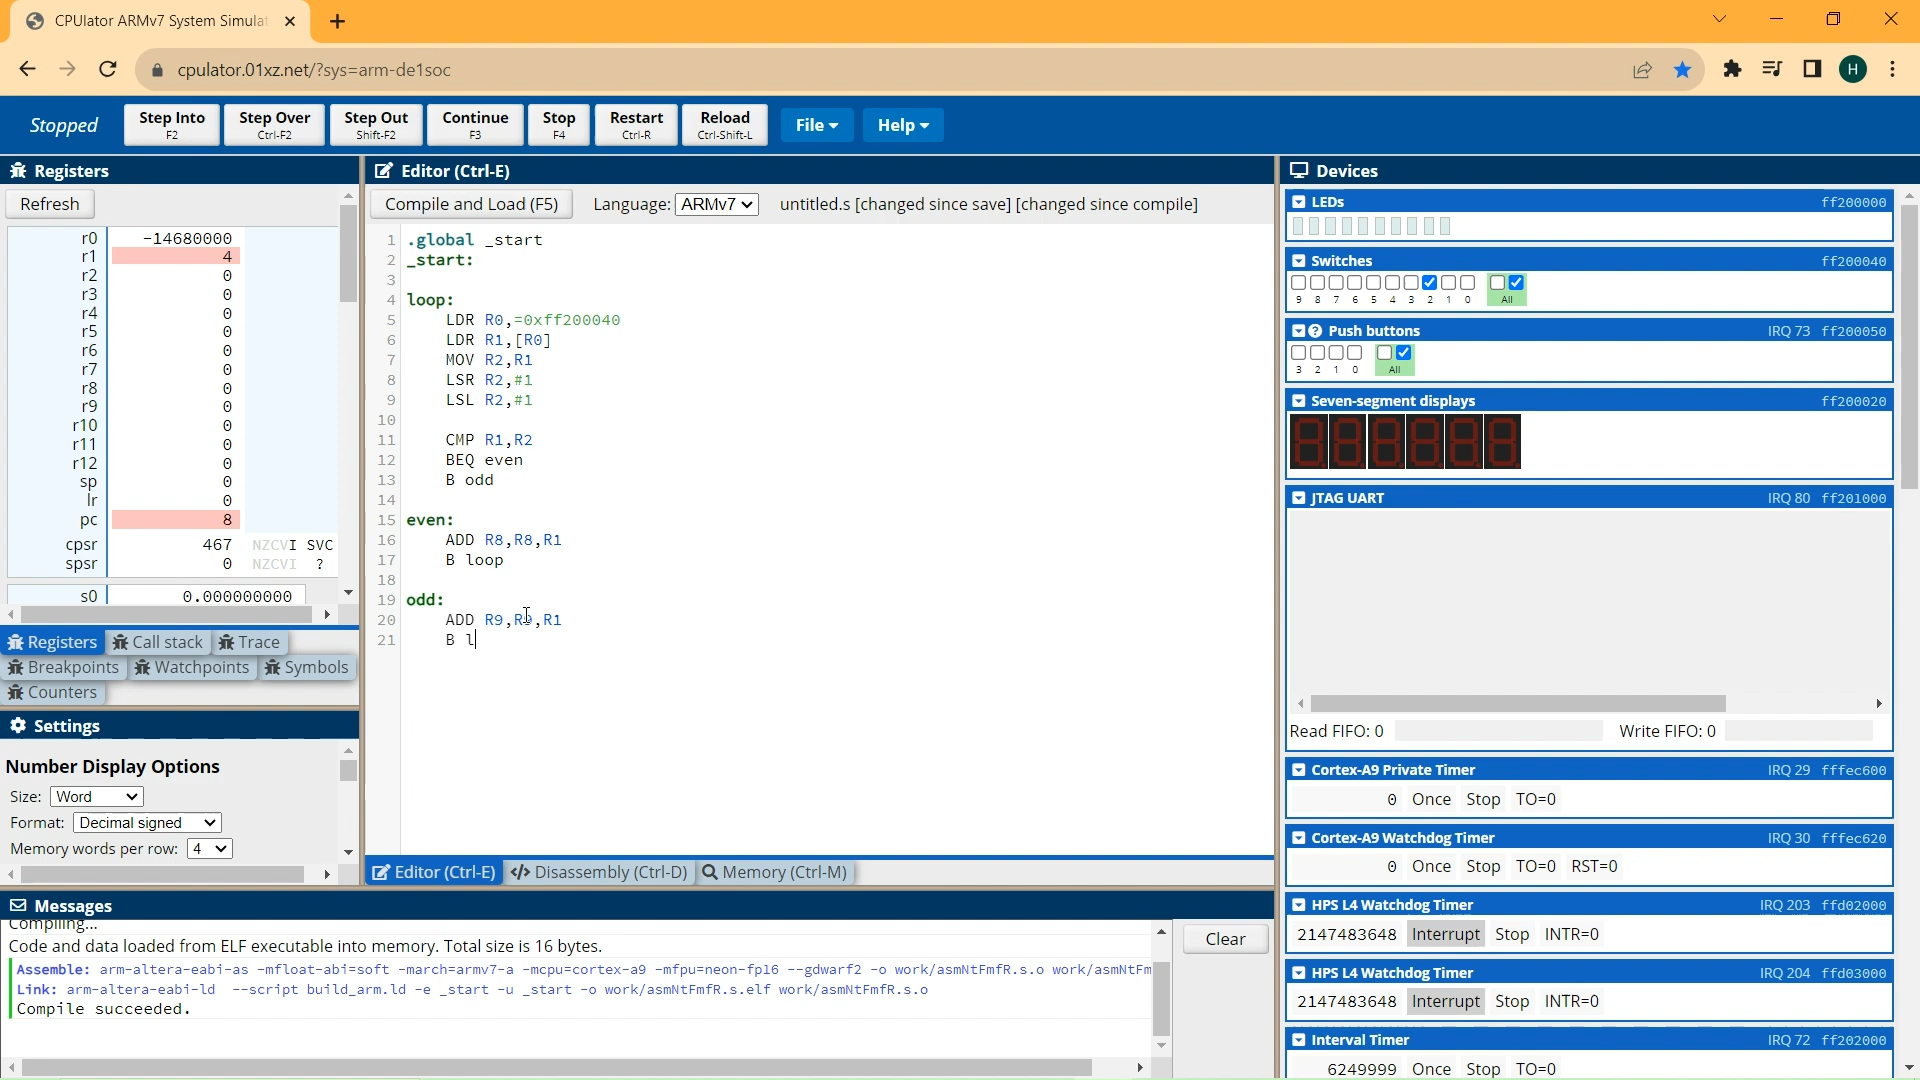 CPUlator ARMv7 System Simula
cpulator.01xz.net/?sys=arm-de1soc
H
Stopped
Step Into
F2
Step Over
Ctrl-F2
Step Out
Shift-F2
Continue
F3
Stop
F4
Restart
Ctrl-R
Reload
Ctrl-Shift-L
File
Help
Registers
Refresh
r0 -14680000
r1 4
r2 0
r3 0
r4 0
r5 0
r6 0
r7 0
r8 0
r9 0
r10 0
r11 0
r12 0
sp 0
lr 0
pc 8
cpsr 467 NZCVI SVC
spsr 0 NZCVI ?
s0 0.000000000
Registers Call stack Trace
Breakpoints Watchpoints Symbols
Counters
Settings
Number Display Options
Size: Word
Format: Decimal signed
Memory words per row: 4
Editor (Ctrl-E)
Compile and Load (F5) Language: ARMv7 untitled.s [changed since save] [changed since compile]
1 .global _start
2 _start:
3
4 loop:
5 LDR R0,=0xff200040
6 LDR R1,[R0]
7 MOV R2,R1
8 LSR R2,#1
9 LSL R2,#1
10
11 CMP R1,R2
12 BEQ even
13 B odd
14
15 even:
16 ADD R8,R8,R1
17 B loop
18
19 odd:
20 ADD R9,R9,R1
21 B l
Editor (Ctrl-E) Disassembly (Ctrl-D) Memory (Ctrl-M)
Messages
Compiling...
Code and data loaded from ELF executable into memory. Total size is 16 bytes.
Assemble: arm-altera-eabi-as -mfloat-abi=soft -march=armv7-a -mcpu=cortex-a9 -mfpu=neon-fp16 --gdwarf2 -o work/asmNtFmfR.s.o work/asmNtFm
Link: arm-altera-eabi-ld --script build_arm.ld -e _start -u _start -o work/asmNtFmfR.s.elf work/asmNtFmfR.s.o
Compile succeeded.
Clear
Devices
LEDs ff200000
Switches ff200040
9 8 7 6 5 4 3 2 1 0 All
Push buttons IRQ 73 ff200050
3 2 1 0 All
Seven-segment displays ff200020
JTAG UART IRQ 80 ff201000
Read FIFO: 0 Write FIFO: 0
Cortex-A9 Private Timer IRQ 29 fffec600
0 Once Stop TO=0
Cortex-A9 Watchdog Timer IRQ 30 fffec620
0 Once Stop TO=0 RST=0
HPS L4 Watchdog Timer IRQ 203 ffd02000
2147483648 Interrupt Stop INTR=0
HPS L4 Watchdog Timer IRQ 204 ffd03000
2147483648 Interrupt Stop INTR=0
Interval Timer IRQ 72 ff202000
6249999 Once Stop TO=0